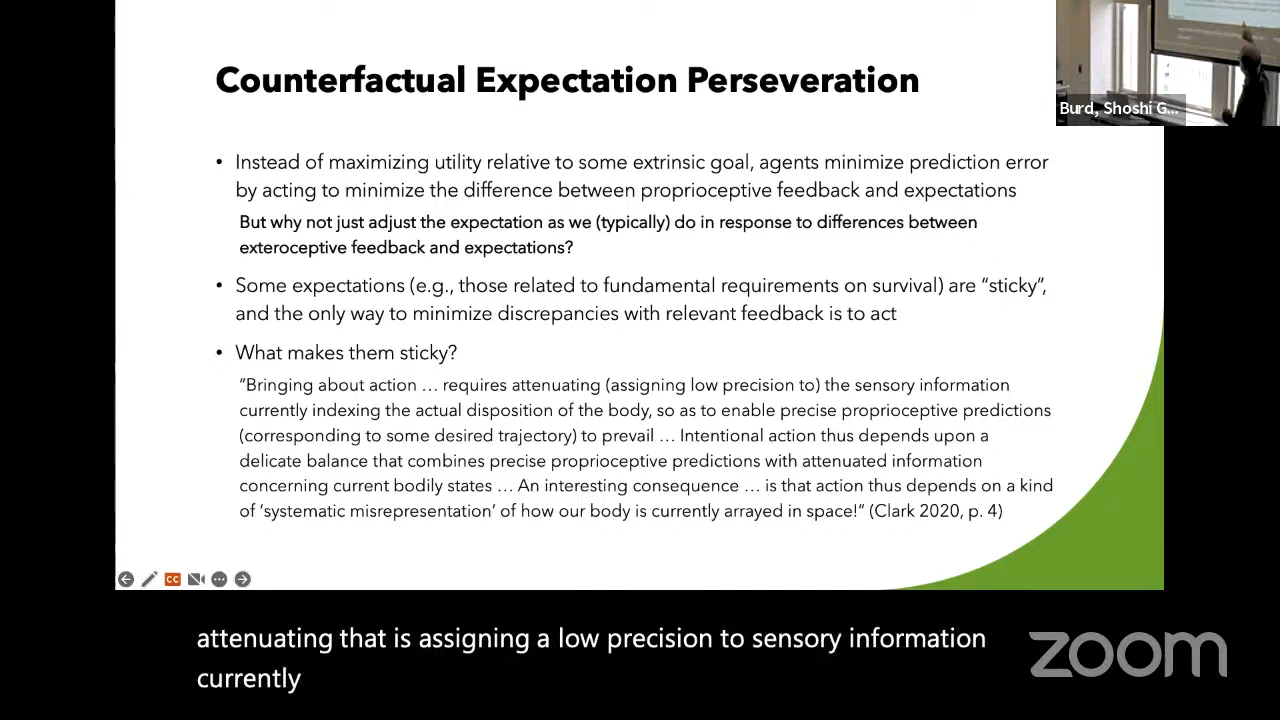 Counterfactual Expectation Perseveration
Burd, Shoshi G...
• Instead of maximizing utility relative to some extrinsic goal, agents minimize prediction error
by acting to minimize the difference between proprioceptive feedback and expectations
But why not just adjust the expectation as we (typically) do in response to differences between
exteroceptive feedback and expectations?
• Some expectations (e.g., those related to fundamental requirements on survival) are “sticky”,
and the only way to minimize discrepancies with relevant feedback is to act
• What makes them sticky?
“Bringing about action … requires attenuating (assigning low precision to) the sensory information
currently indexing the actual disposition of the body, so as to enable precise proprioceptive predictions
(corresponding to some desired trajectory) to prevail … Intentional action thus depends upon a
delicate balance that combines precise proprioceptive predictions with attenuated information
concerning current bodily states … An interesting consequence … is that action thus depends on a kind
of ‘systematic misrepresentation’ of how our body is currently arrayed in space!” (Clark 2020, p. 4)
CC
attenuating that is assigning a low precision to sensory information
currently
zoom